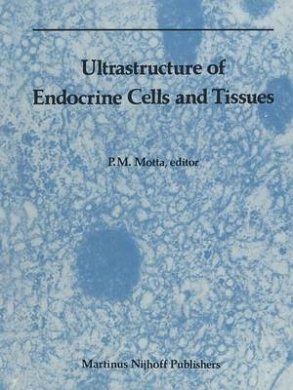 Ultrastructure of
Endocrine Cells and Tissues
P.M. Motta, editor
Martinus Nijhoff Publishers